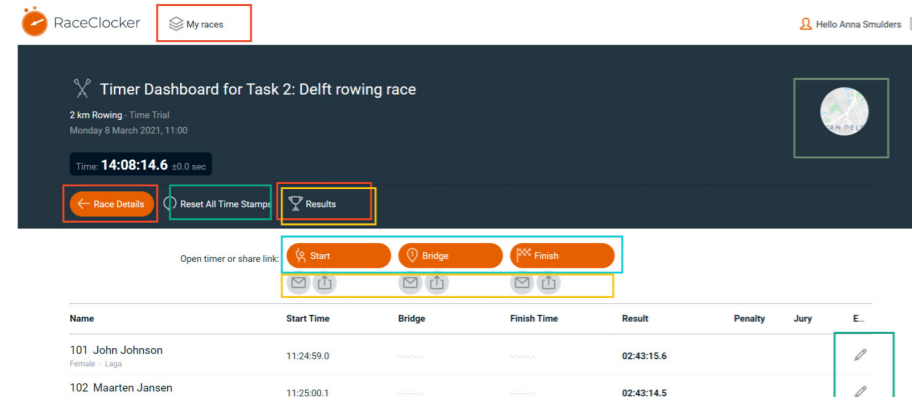 RaceClocker My races Hello Anna Smulders
Timer Dashboard for Task 2: Delft rowing race
2 km Rowing - Time Trial
Monday 8 March 2021, 11:00
Time: 14:08:14.6 ±0.0 sec
Race Details Reset All Time Stamps Results
Open timer or share link: Start Bridge Finish
Name Start Time Bridge Finish Time Result Penalty Jury E...
101 John Johnson
Female · Laga
11:24:59.0 --:--:--.- --:--:--.- 02:43:15.6
102 Maarten Jansen
11:25:00.1 --:--:--.- --:--:--.- 02:43:14.5